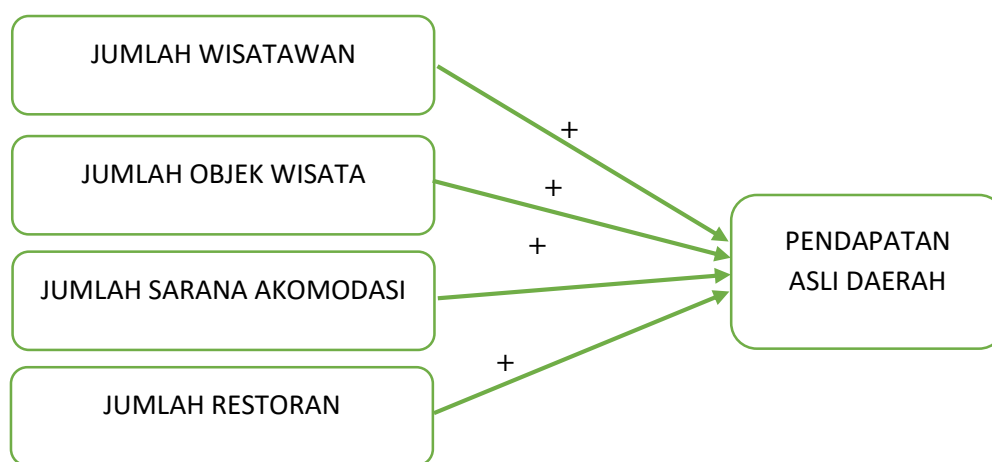 JUMLAH WISATAWAN
+
JUMLAH OBJEK WISATA
+
JUMLAH SARANA AKOMODASI
+
JUMLAH RESTORAN
+
PENDAPATAN
ASLI DAERAH